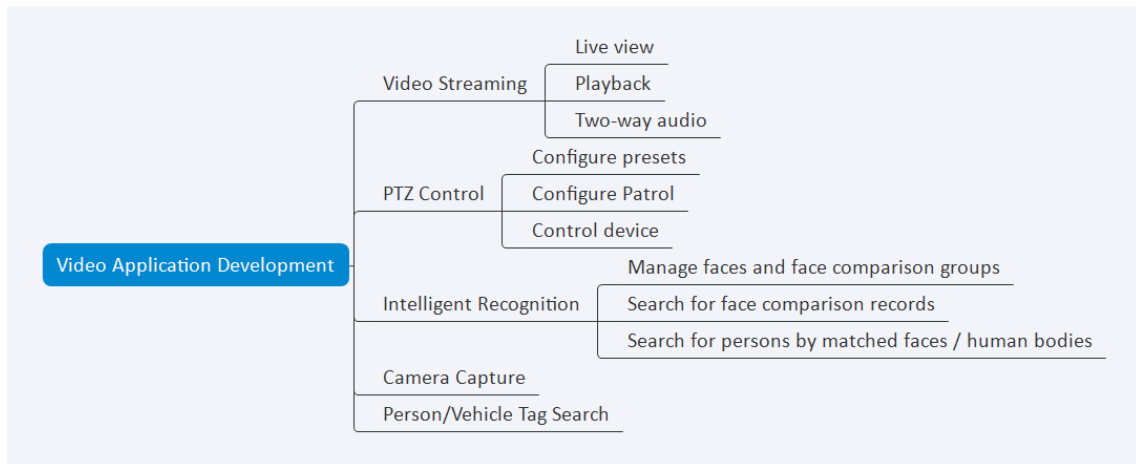 Video Application Development
Video Streaming
Live view
Playback
Two-way audio
PTZ Control
Configure presets
Configure Patrol
Control device
Intelligent Recognition
Manage faces and face comparison groups
Search for face comparison records
Search for persons by matched faces / human bodies
Camera Capture
Person/Vehicle Tag Search